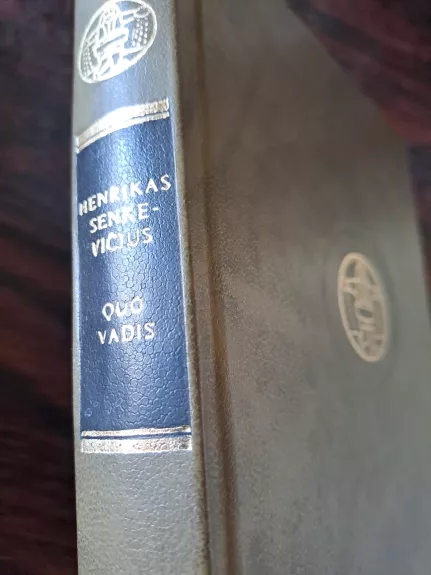 HENRIKAS
SENKE-
VIČIUS
QUO
VADIS